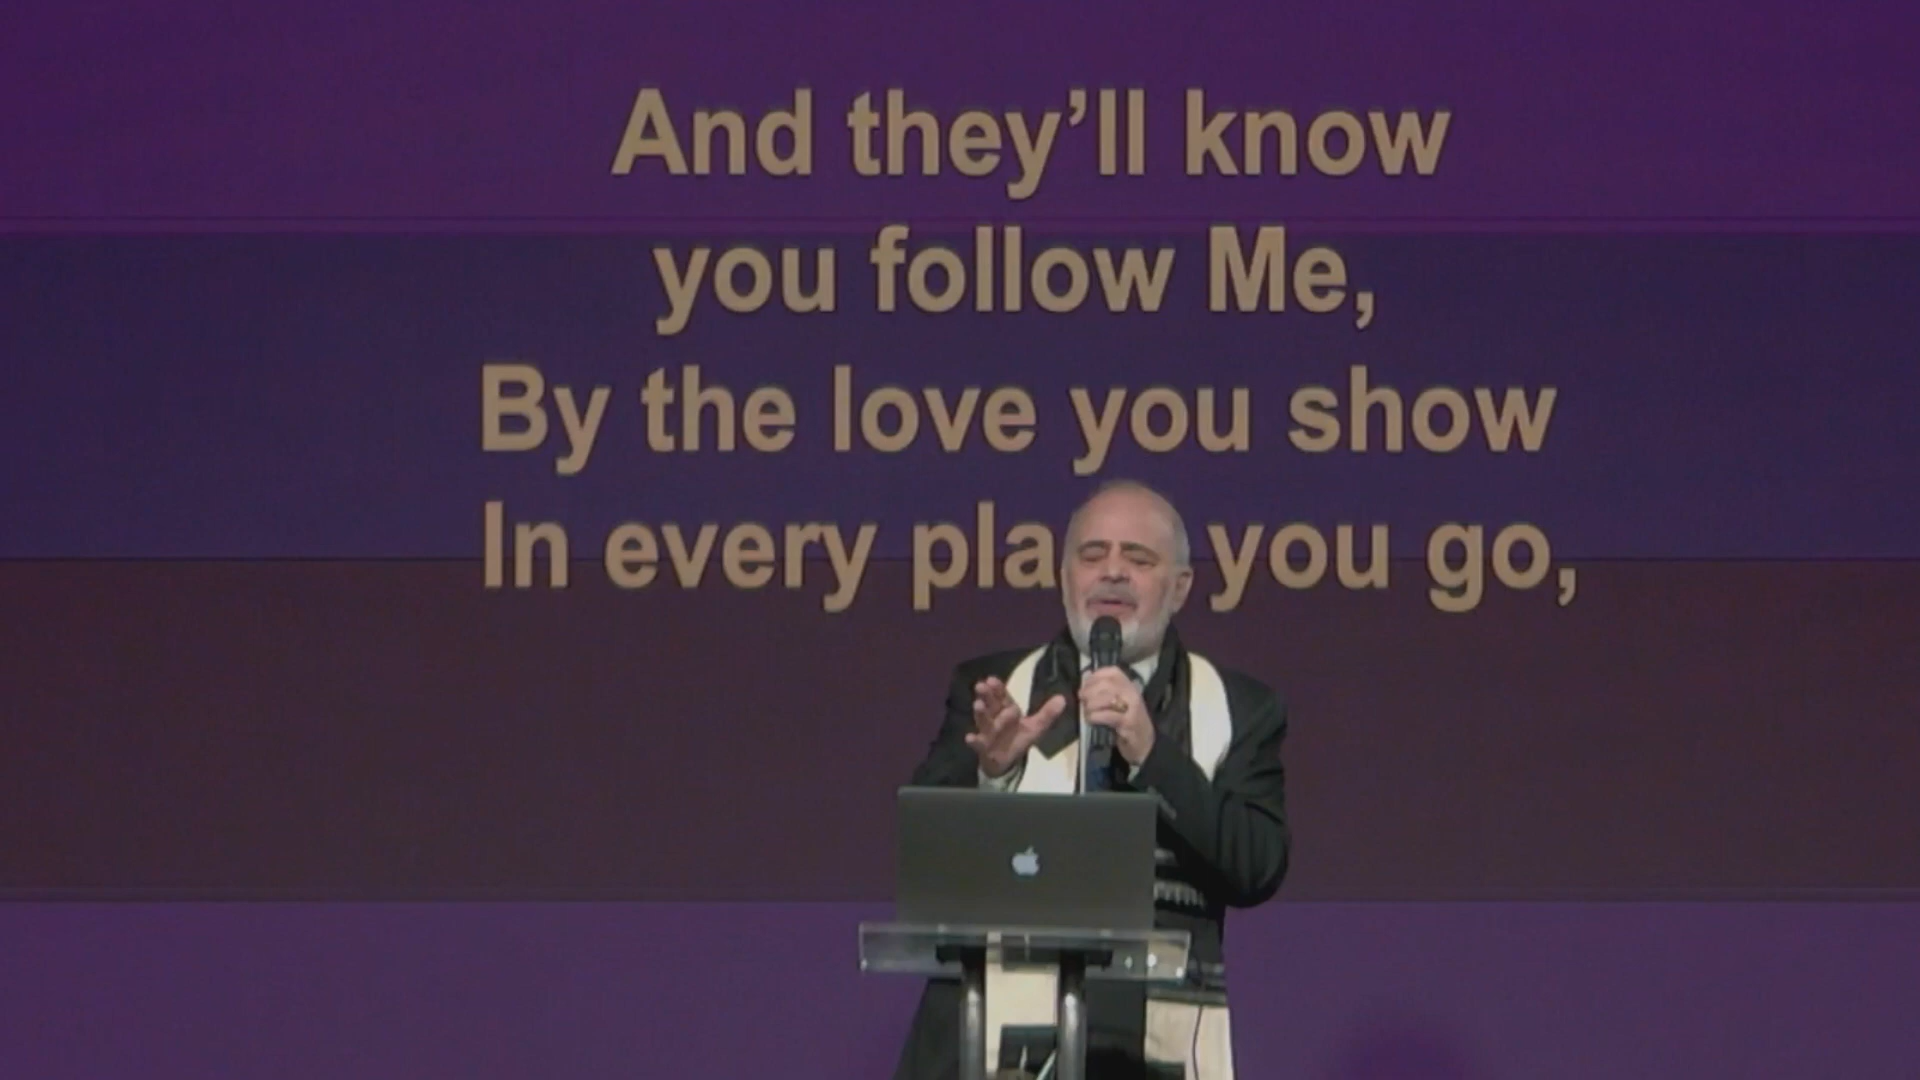 And they’ll know
you follow Me,
By the love you show
In every you go,